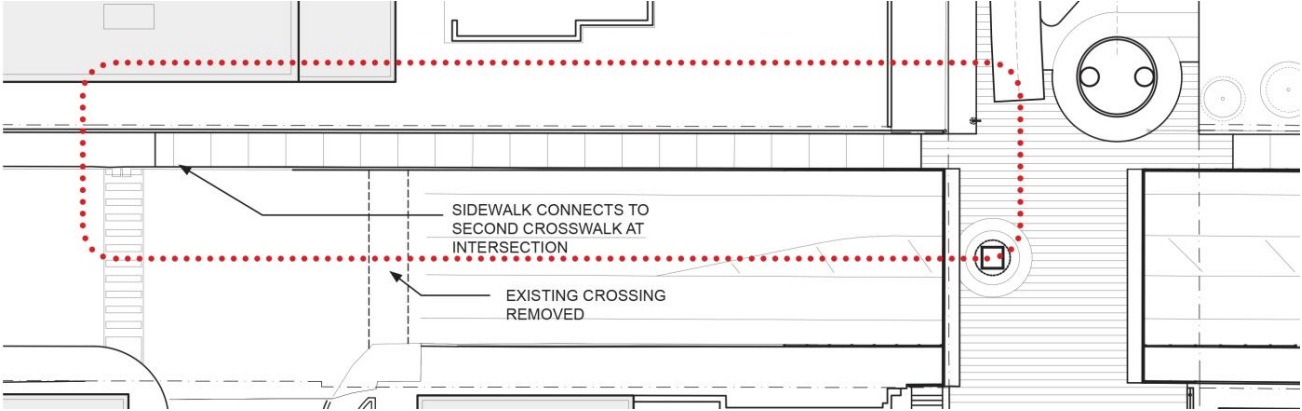 SIDEWALK CONNECTS TO
SECOND CROSSWALK AT
INTERSECTION
EXISTING CROSSING
REMOVED